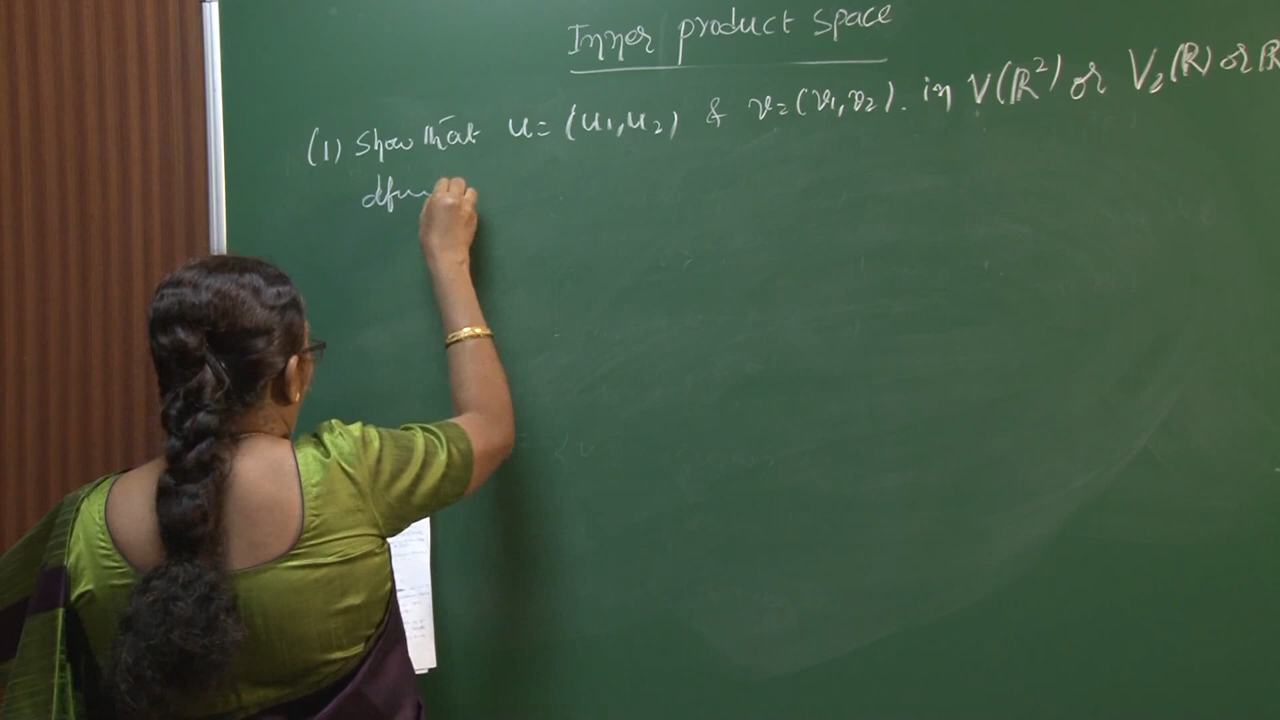 Inner product space
(1) Show that u = (u1, u2) & v = (v1, v2). in V(ℝ²) or V₂(ℝ) or ℝ